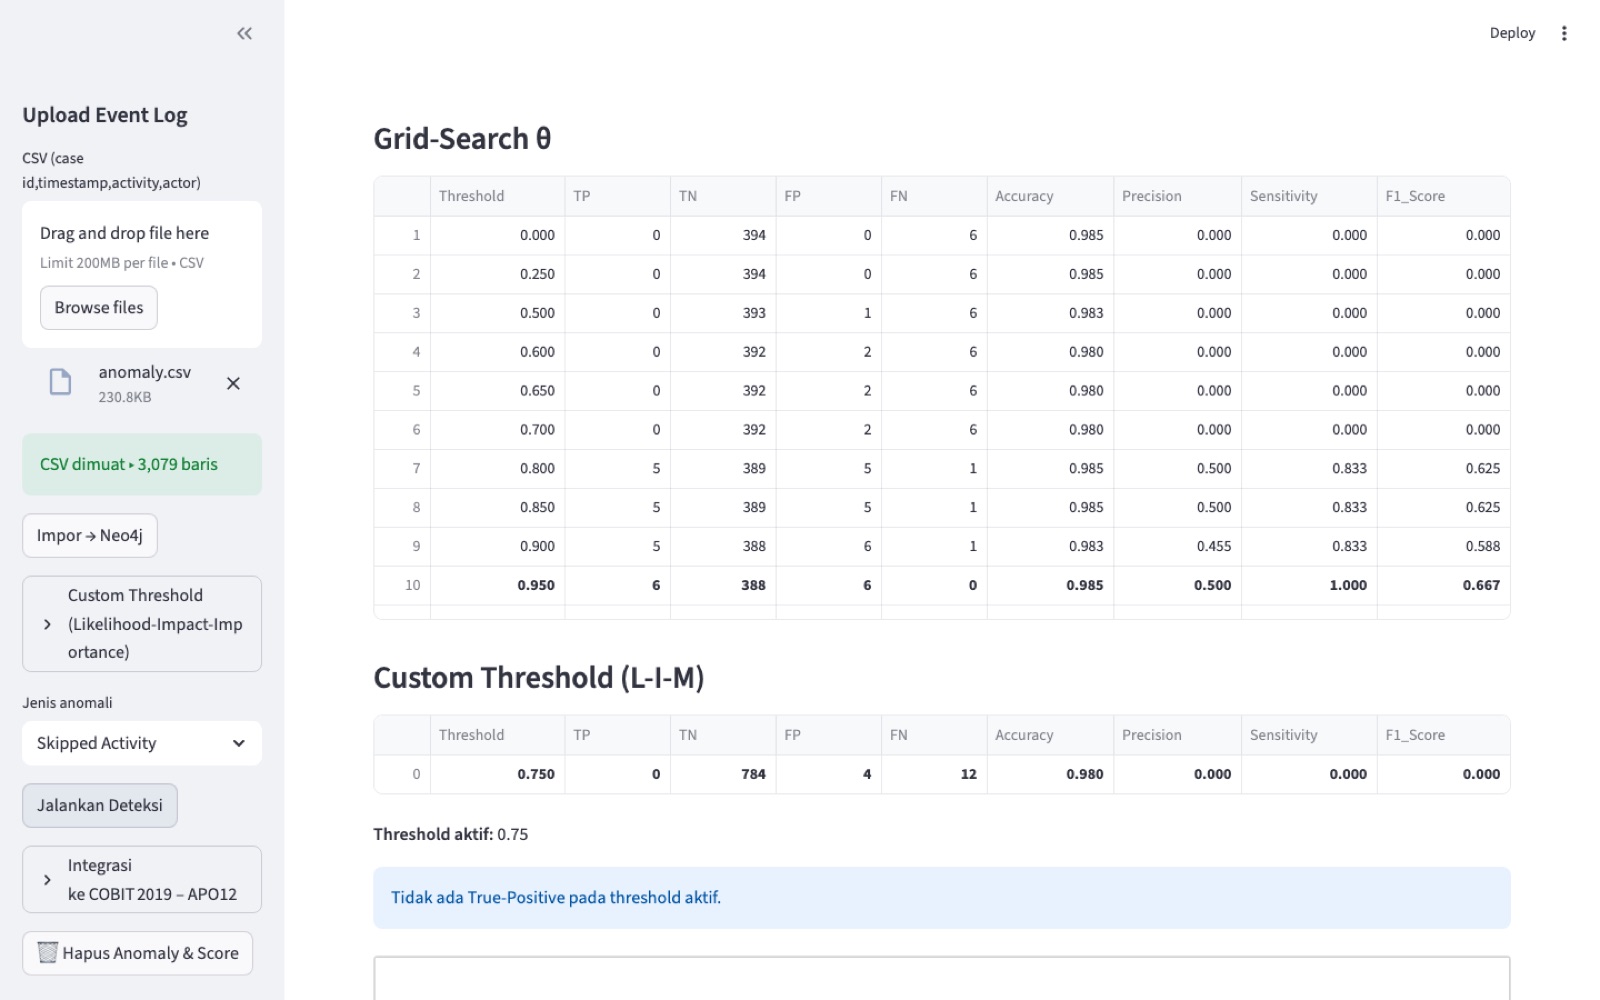 Upload Event Log
CSV (case
id,timestamp,activity,actor)
Drag and drop file here
Limit 200MB per file • CSV
Browse files
anomaly.csv
230.8KB
CSV dimuat ▸ 3,079 baris
Impor → Neo4j
Custom Threshold
(Likelihood-Impact-Imp
ortance)
Jenis anomali
Skipped Activity
Jalankan Deteksi
Integrasi
ke COBIT 2019 – APO12
Hapus Anomaly & Score
Deploy
Grid-Search θ
Threshold TP TN FP FN Accuracy Precision Sensitivity F1_Score
1 0.000 0 394 0 6 0.985 0.000 0.000 0.000
2 0.250 0 394 0 6 0.985 0.000 0.000 0.000
3 0.500 0 393 1 6 0.983 0.000 0.000 0.000
4 0.600 0 392 2 6 0.980 0.000 0.000 0.000
5 0.650 0 392 2 6 0.980 0.000 0.000 0.000
6 0.700 0 392 2 6 0.980 0.000 0.000 0.000
7 0.800 5 389 5 1 0.985 0.500 0.833 0.625
8 0.850 5 389 5 1 0.985 0.500 0.833 0.625
9 0.900 5 388 6 1 0.983 0.455 0.833 0.588
10 0.950 6 388 6 0 0.985 0.500 1.000 0.667
Custom Threshold (L-I-M)
Threshold TP TN FP FN Accuracy Precision Sensitivity F1_Score
0 0.750 0 784 4 12 0.980 0.000 0.000 0.000
Threshold aktif: 0.75
Tidak ada True-Positive pada threshold aktif.